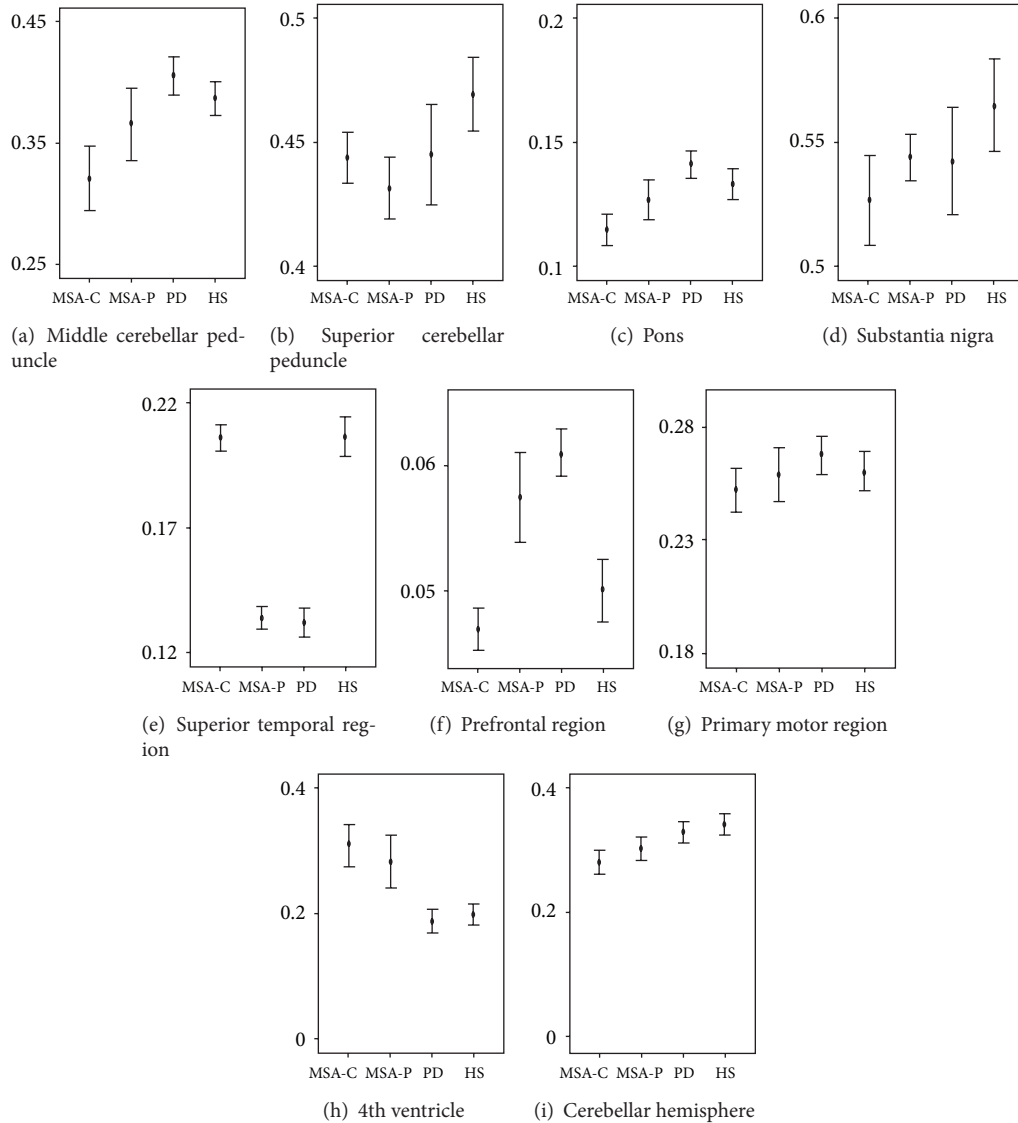 0.45
0.35
0.25
MSA-C MSA-P PD HS
(a) Middle cerebellar ped-
uncle
0.5
0.45
0.4
MSA-C MSA-P PD HS
(b) Superior cerebellar
peduncle
0.2
0.15
0.1
MSA-C MSA-P PD HS
(c) Pons
0.6
0.55
0.5
MSA-C MSA-P PD HS
(d) Substantia nigra
0.22
0.17
0.12
MSA-C MSA-P PD HS
(e) Superior temporal reg-
ion
0.06
0.05
MSA-C MSA-P PD HS
(f) Prefrontal region
0.28
0.23
0.18
MSA-C MSA-P PD HS
(g) Primary motor region
0.4
0.2
0
MSA-C MSA-P PD HS
(h) 4th ventricle
0.4
0.2
0
MSA-C MSA-P PD HS
(i) Cerebellar hemisphere